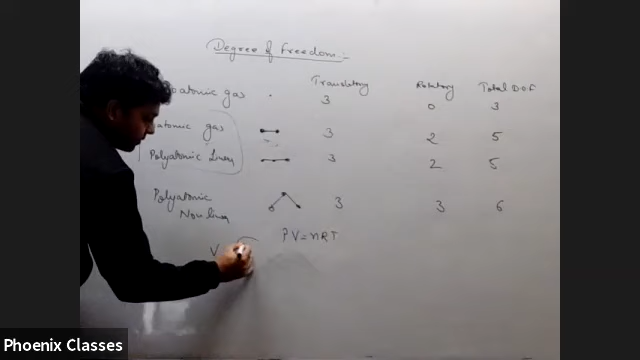 Degree of freedom :-
Translatory Rotatory Total D.O.F
atomic gas . 3 0 3
atomic gas 3 2 5
Polyatomic Linear 3 2 5
Polyatomic
Non linear 3 3 6
PV = nRT
V
Phoenix Classes